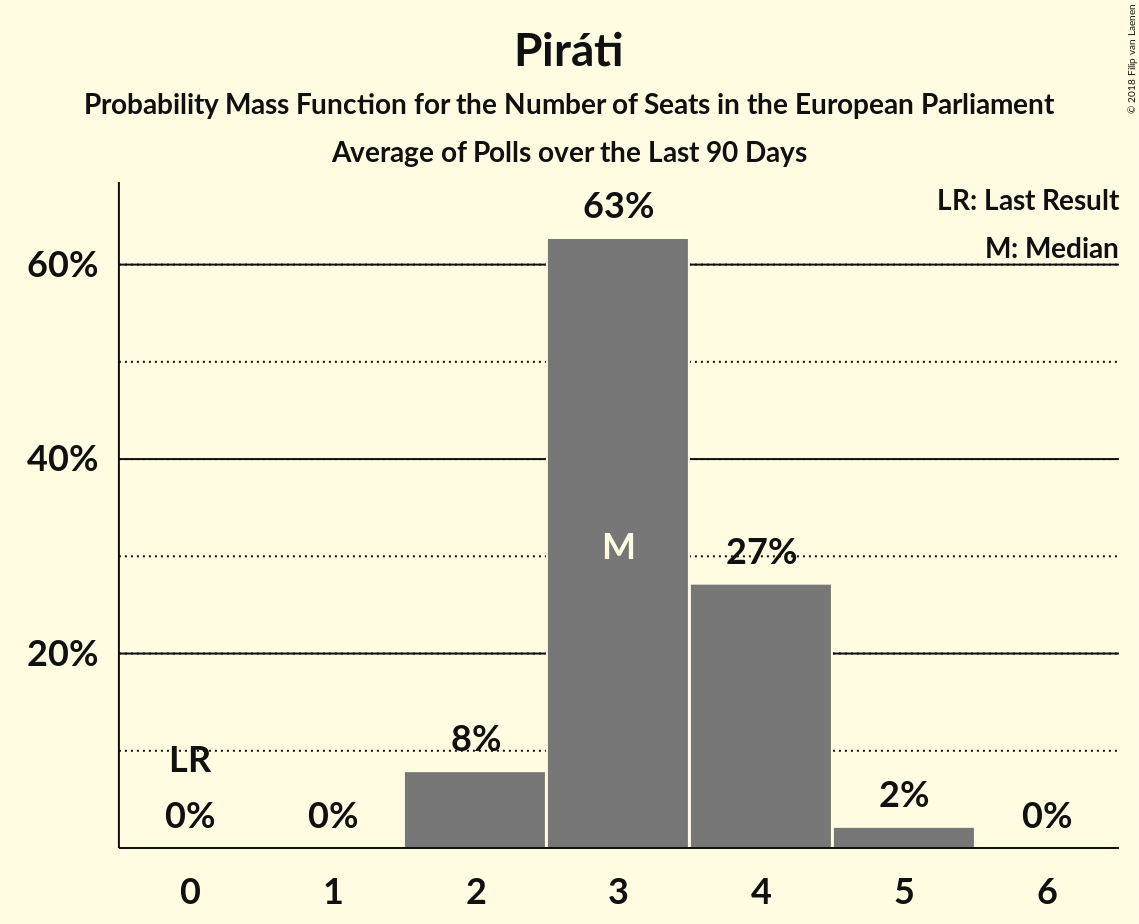 Piráti
Probability Mass Function for the Number of Seats in the European Parliament
Average of Polls over the Last 90 Days
© 2018 Filip van Laenen
LR: Last Result
M: Median
63%
60%
40%
M
27%
20%
8%
LR
2%
0%
0%
0%
0
1
2
3
4
5
6